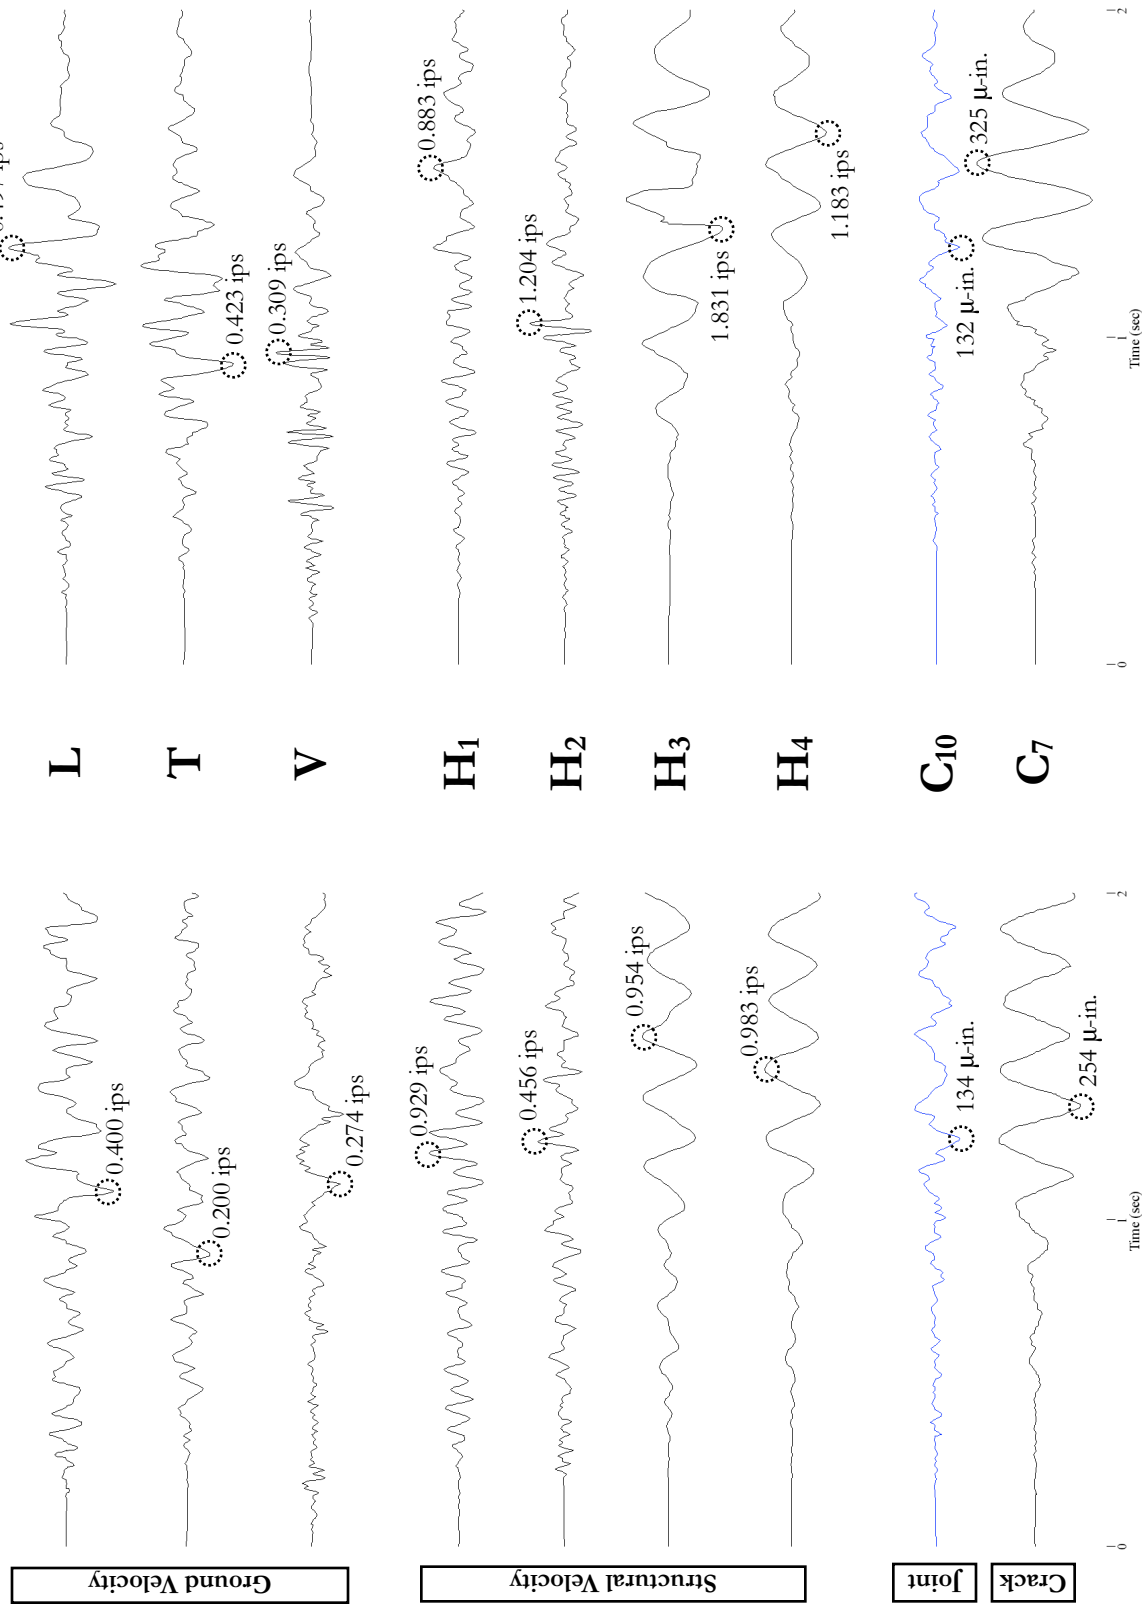 Ground Velocity
Structural Velocity
Joint
Crack
0.400 ips
L
ips
0.200 ips
T
0.423 ips
0.274 ips
V
0.309 ips
0.929 ips
H1
0.883 ips
0.456 ips
H2
1.204 ips
0.954 ips
H3
1.831 ips
0.983 ips
H4
1.183 ips
134 μ-in.
C10
132 μ-in.
254 μ-in.
C7
325 μ-in.
0 1 2
Time (sec)
0 1 2
Time (sec)